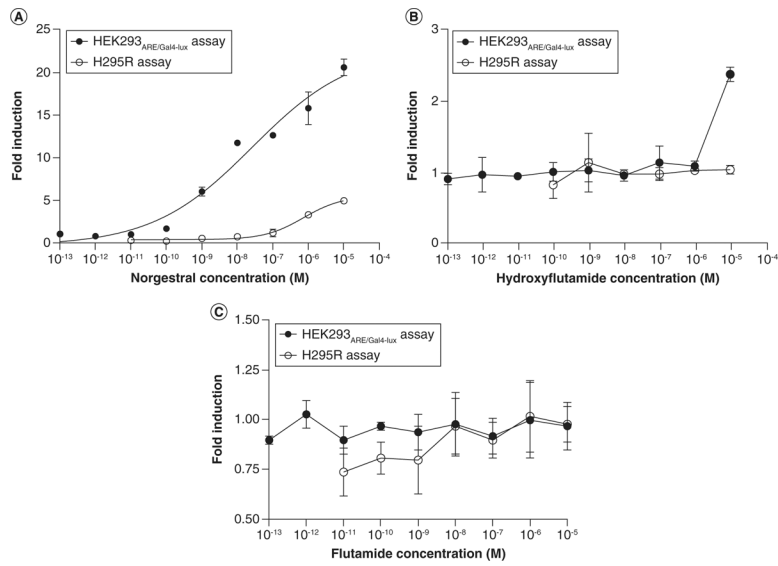 A
25
20
15
10
5
0
Fold induction
HEK293ARE/Gal4-lux assay
H295R assay
10-13 10-12 10-11 10-10 10-9 10-8 10-7 10-6 10-5 10-4
Norgestral concentration (M)
B
3
2
1
0
Fold induction
HEK293ARE/Gal4-lux assay
H295R assay
10-13 10-12 10-11 10-10 10-9 10-8 10-7 10-6 10-5 10-4
Hydroxyflutamide concentration (M)
C
1.50
1.25
1.00
0.75
0.50
Fold induction
HEK293ARE/Gal4-lux assay
H295R assay
10-13 10-12 10-11 10-10 10-9 10-8 10-7 10-6 10-5
Flutamide concentration (M)